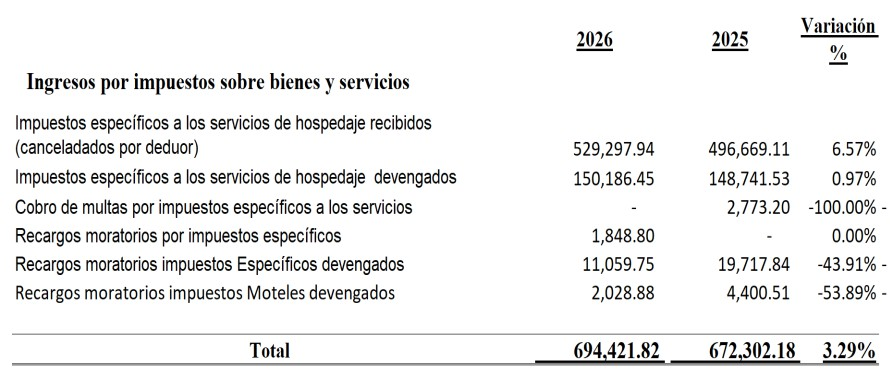 2026 2025 Variación %
Ingresos por impuestos sobre bienes y servicios
Impuestos específicos a los servicios de hospedaje recibidos
(canceladados por deduor) 529,297.94 496,669.11 6.57%
Impuestos específicos a los servicios de hospedaje devengados 150,186.45 148,741.53 0.97%
Cobro de multas por impuestos específicos a los servicios - 2,773.20 -100.00% -
Recargos moratorios por impuestos específicos 1,848.80 - 0.00%
Recargos moratorios impuestos Específicos devengados 11,059.75 19,717.84 -43.91% -
Recargos moratorios impuestos Moteles devengados 2,028.88 4,400.51 -53.89% -
Total 694,421.82 672,302.18 3.29%